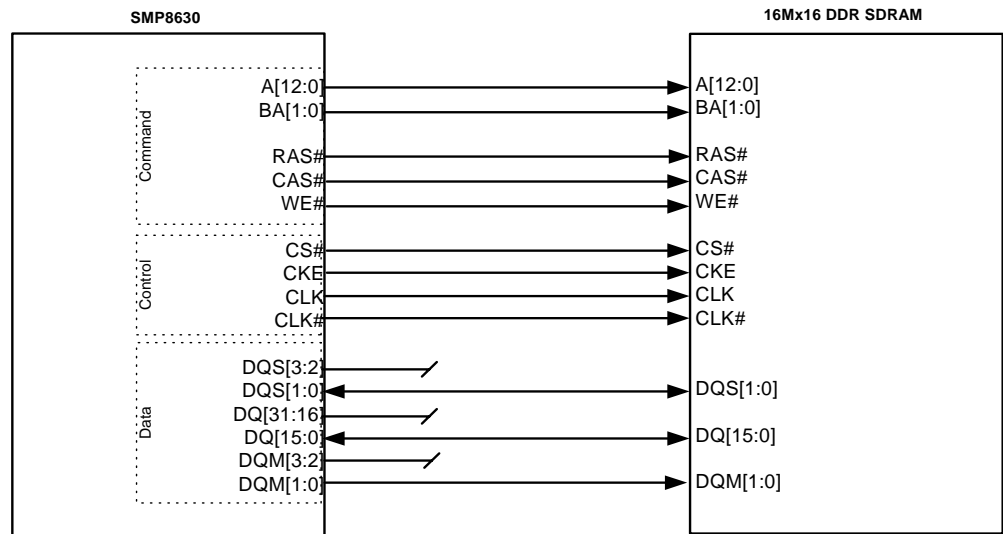 SMP8630
16Mx16 DDR SDRAM
Command
A[12:0]
BA[1:0]
RAS#
CAS#
WE#
Control
CS#
CKE
CLK
CLK#
Data
DQS[3:2]
DQS[1:0]
DQ[31:16]
DQ[15:0]
DQM[3:2]
DQM[1:0]
A[12:0]
BA[1:0]
RAS#
CAS#
WE#
CS#
CKE
CLK
CLK#
DQS[1:0]
DQ[15:0]
DQM[1:0]